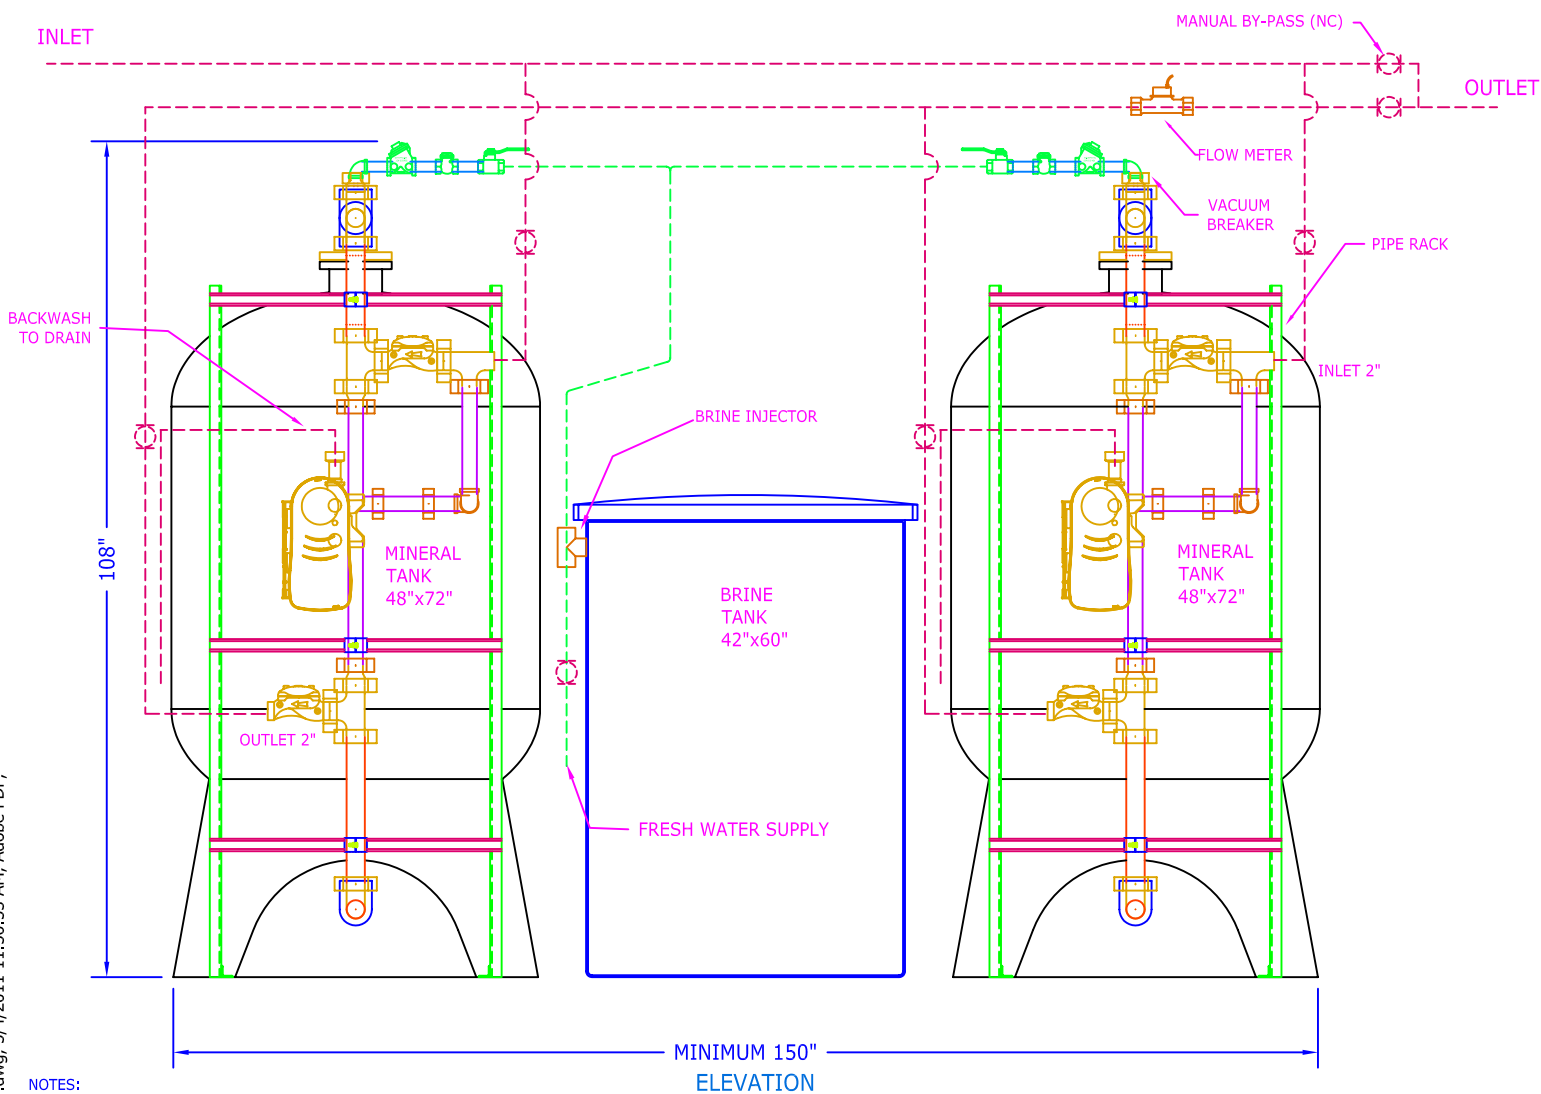 INLET
MANUAL BY-PASS (NC)
OUTLET
FLOW METER
VACUUM
BREAKER
PIPE RACK
BACKWASH
TO DRAIN
INLET 2"
BRINE INJECTOR
108"
MINERAL
TANK
48"x72"
BRINE
TANK
42"x60"
MINERAL
TANK
48"x72"
OUTLET 2"
FRESH WATER SUPPLY
MINIMUM 150"
ELEVATION
NOTES: